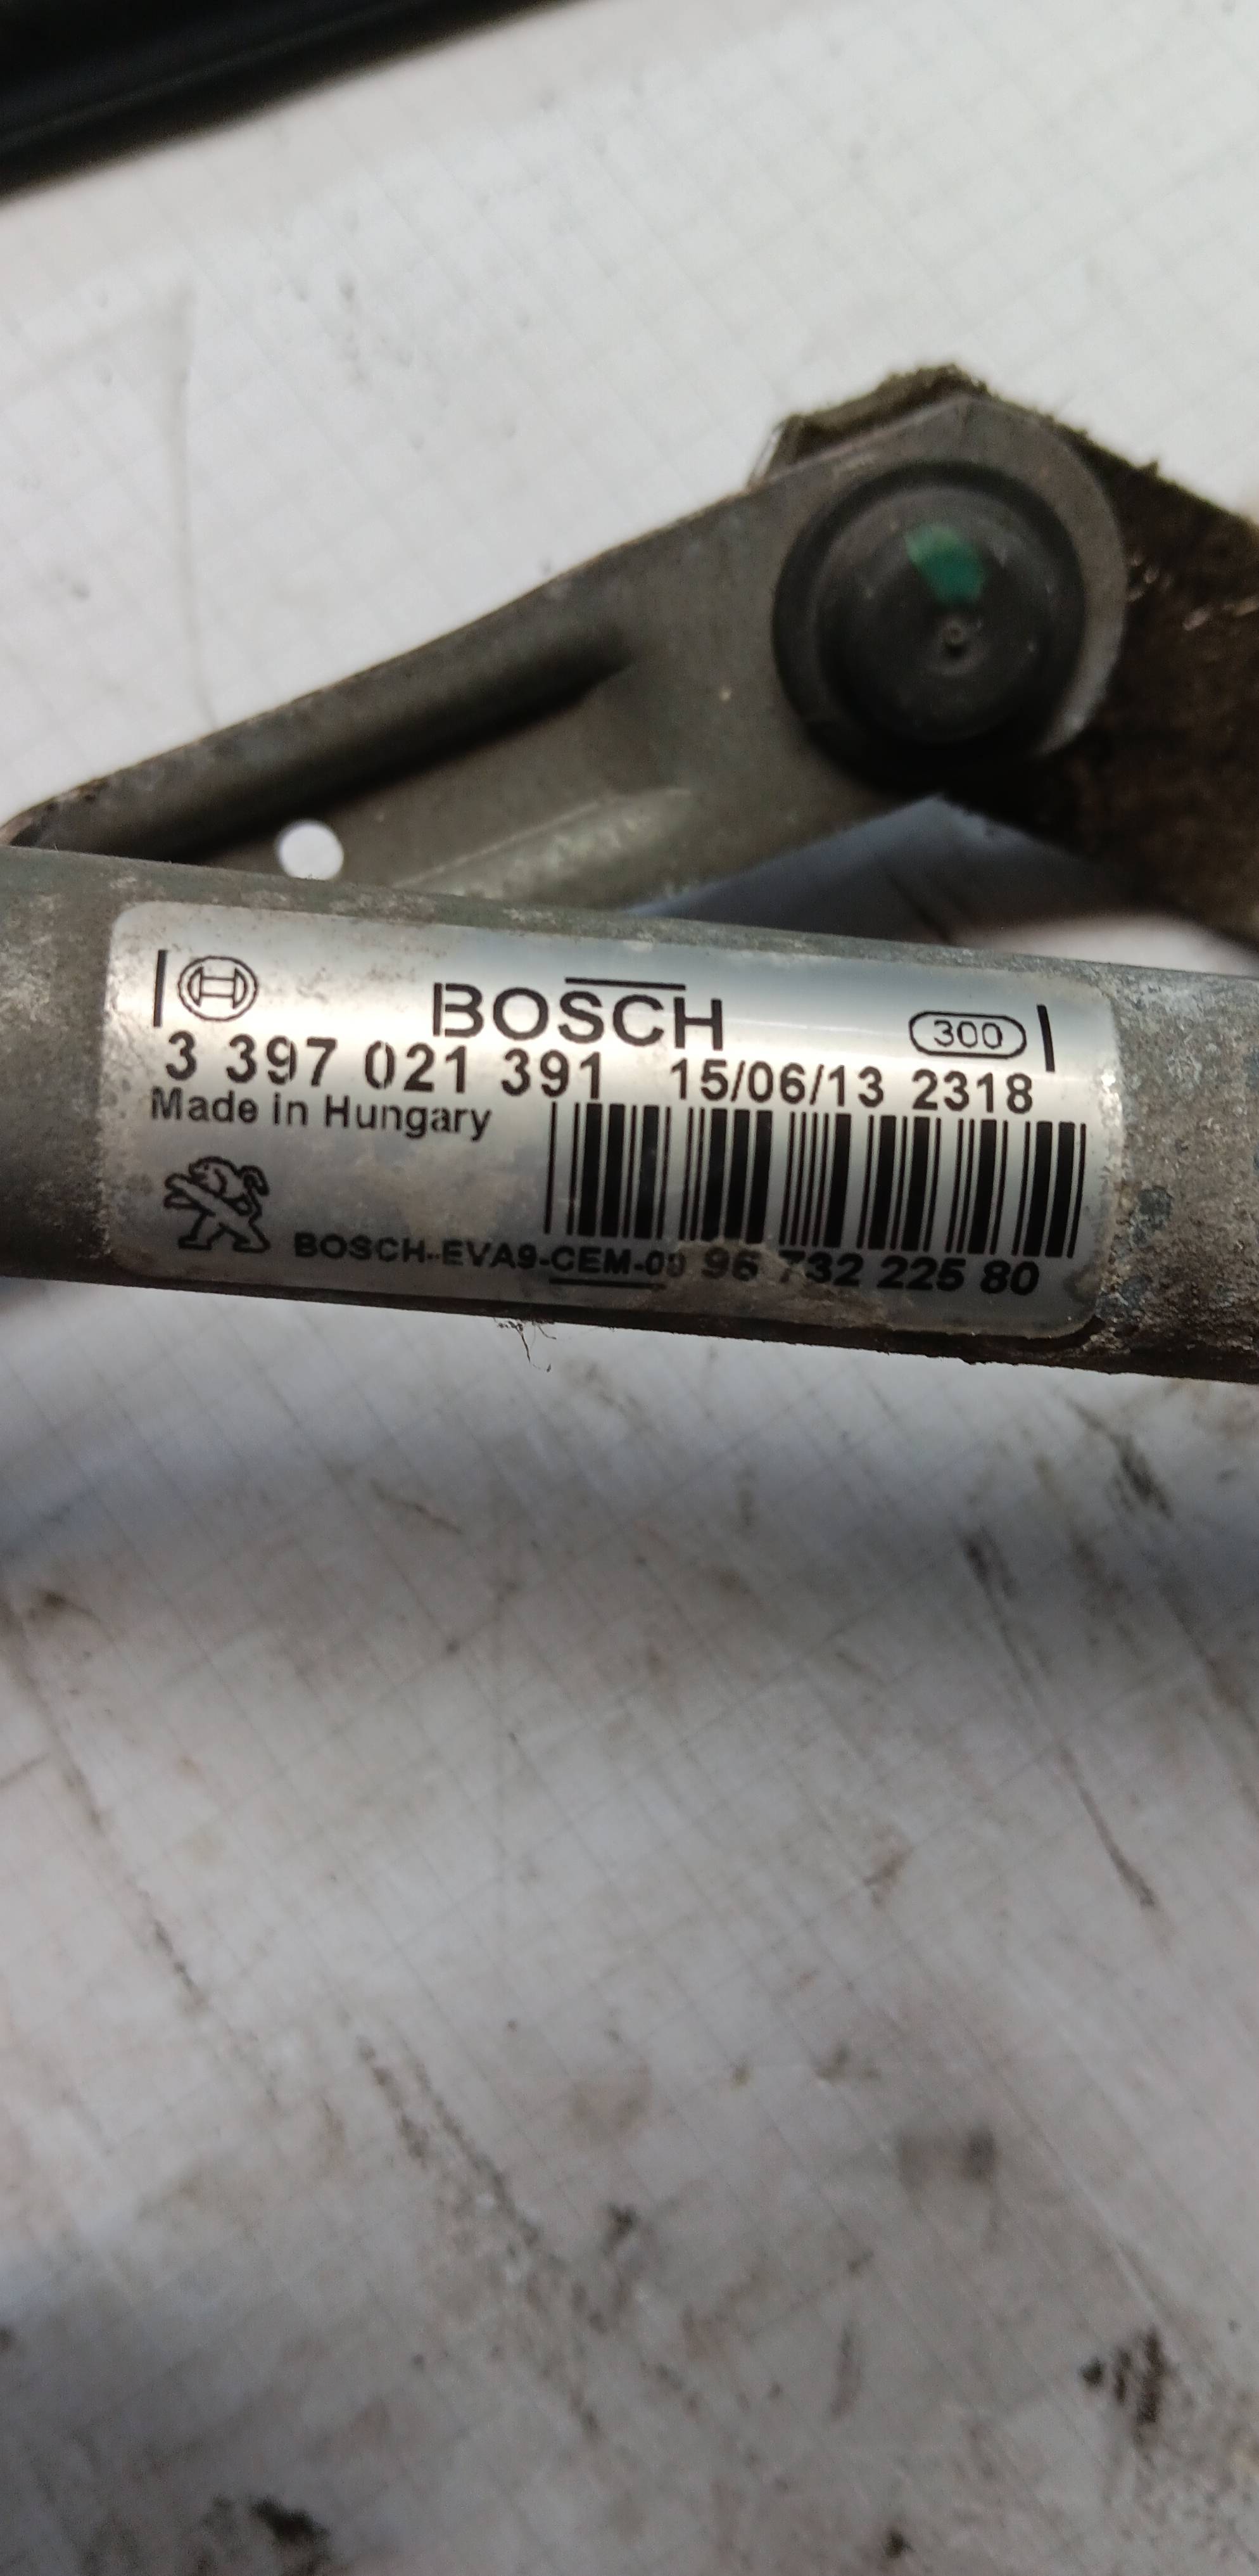 BOSCH 300
3 397 021 391 15/06/13 2318
Made in Hungary
BOSCH-EVA9-CEM-00 96 732 225 80